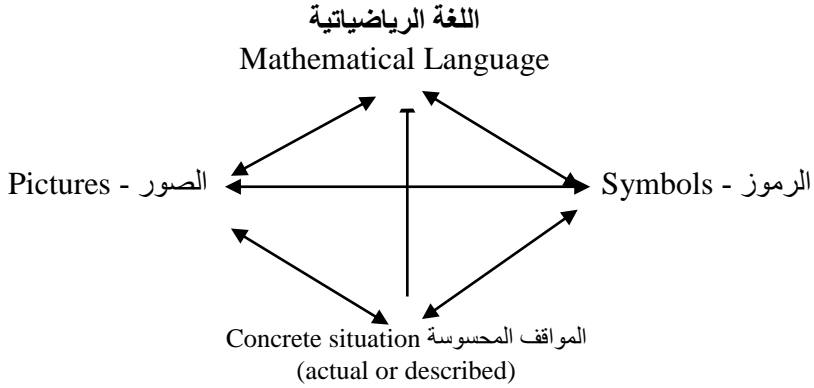 اللغة الرياضياتية
Mathematical Language
Pictures - الصور
Symbols - الرموز
Concrete situation المواقف المحسوسة
(actual or described)